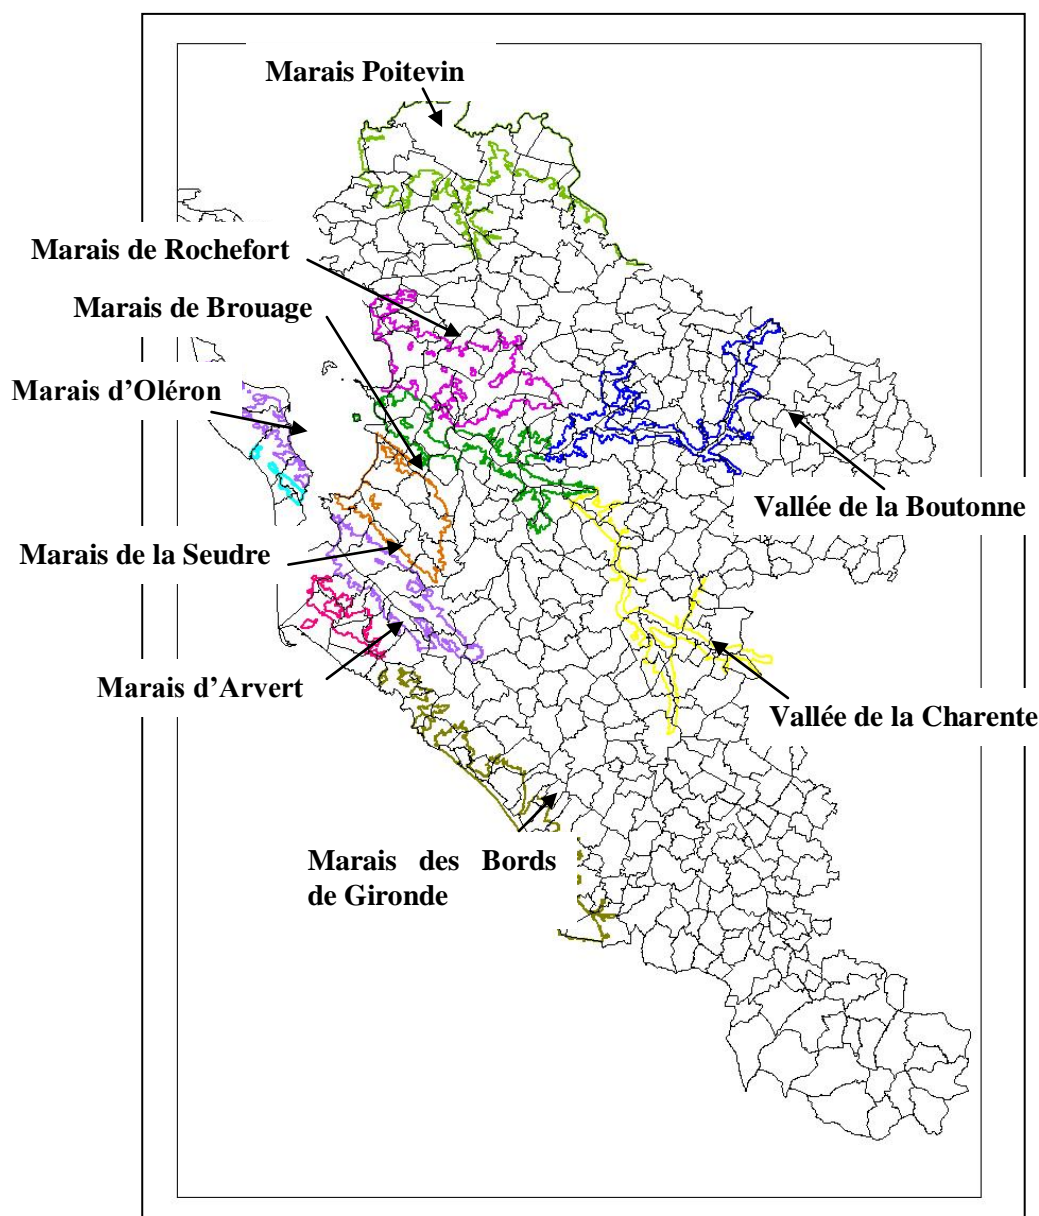 Marais Poitevin
Marais de Rochefort
Marais de Brouage
Marais d’Oléron
Vallée de la Boutonne
Marais de la Seudre
Marais d’Arvert
Vallée de la Charente
Marais des Bords
de Gironde